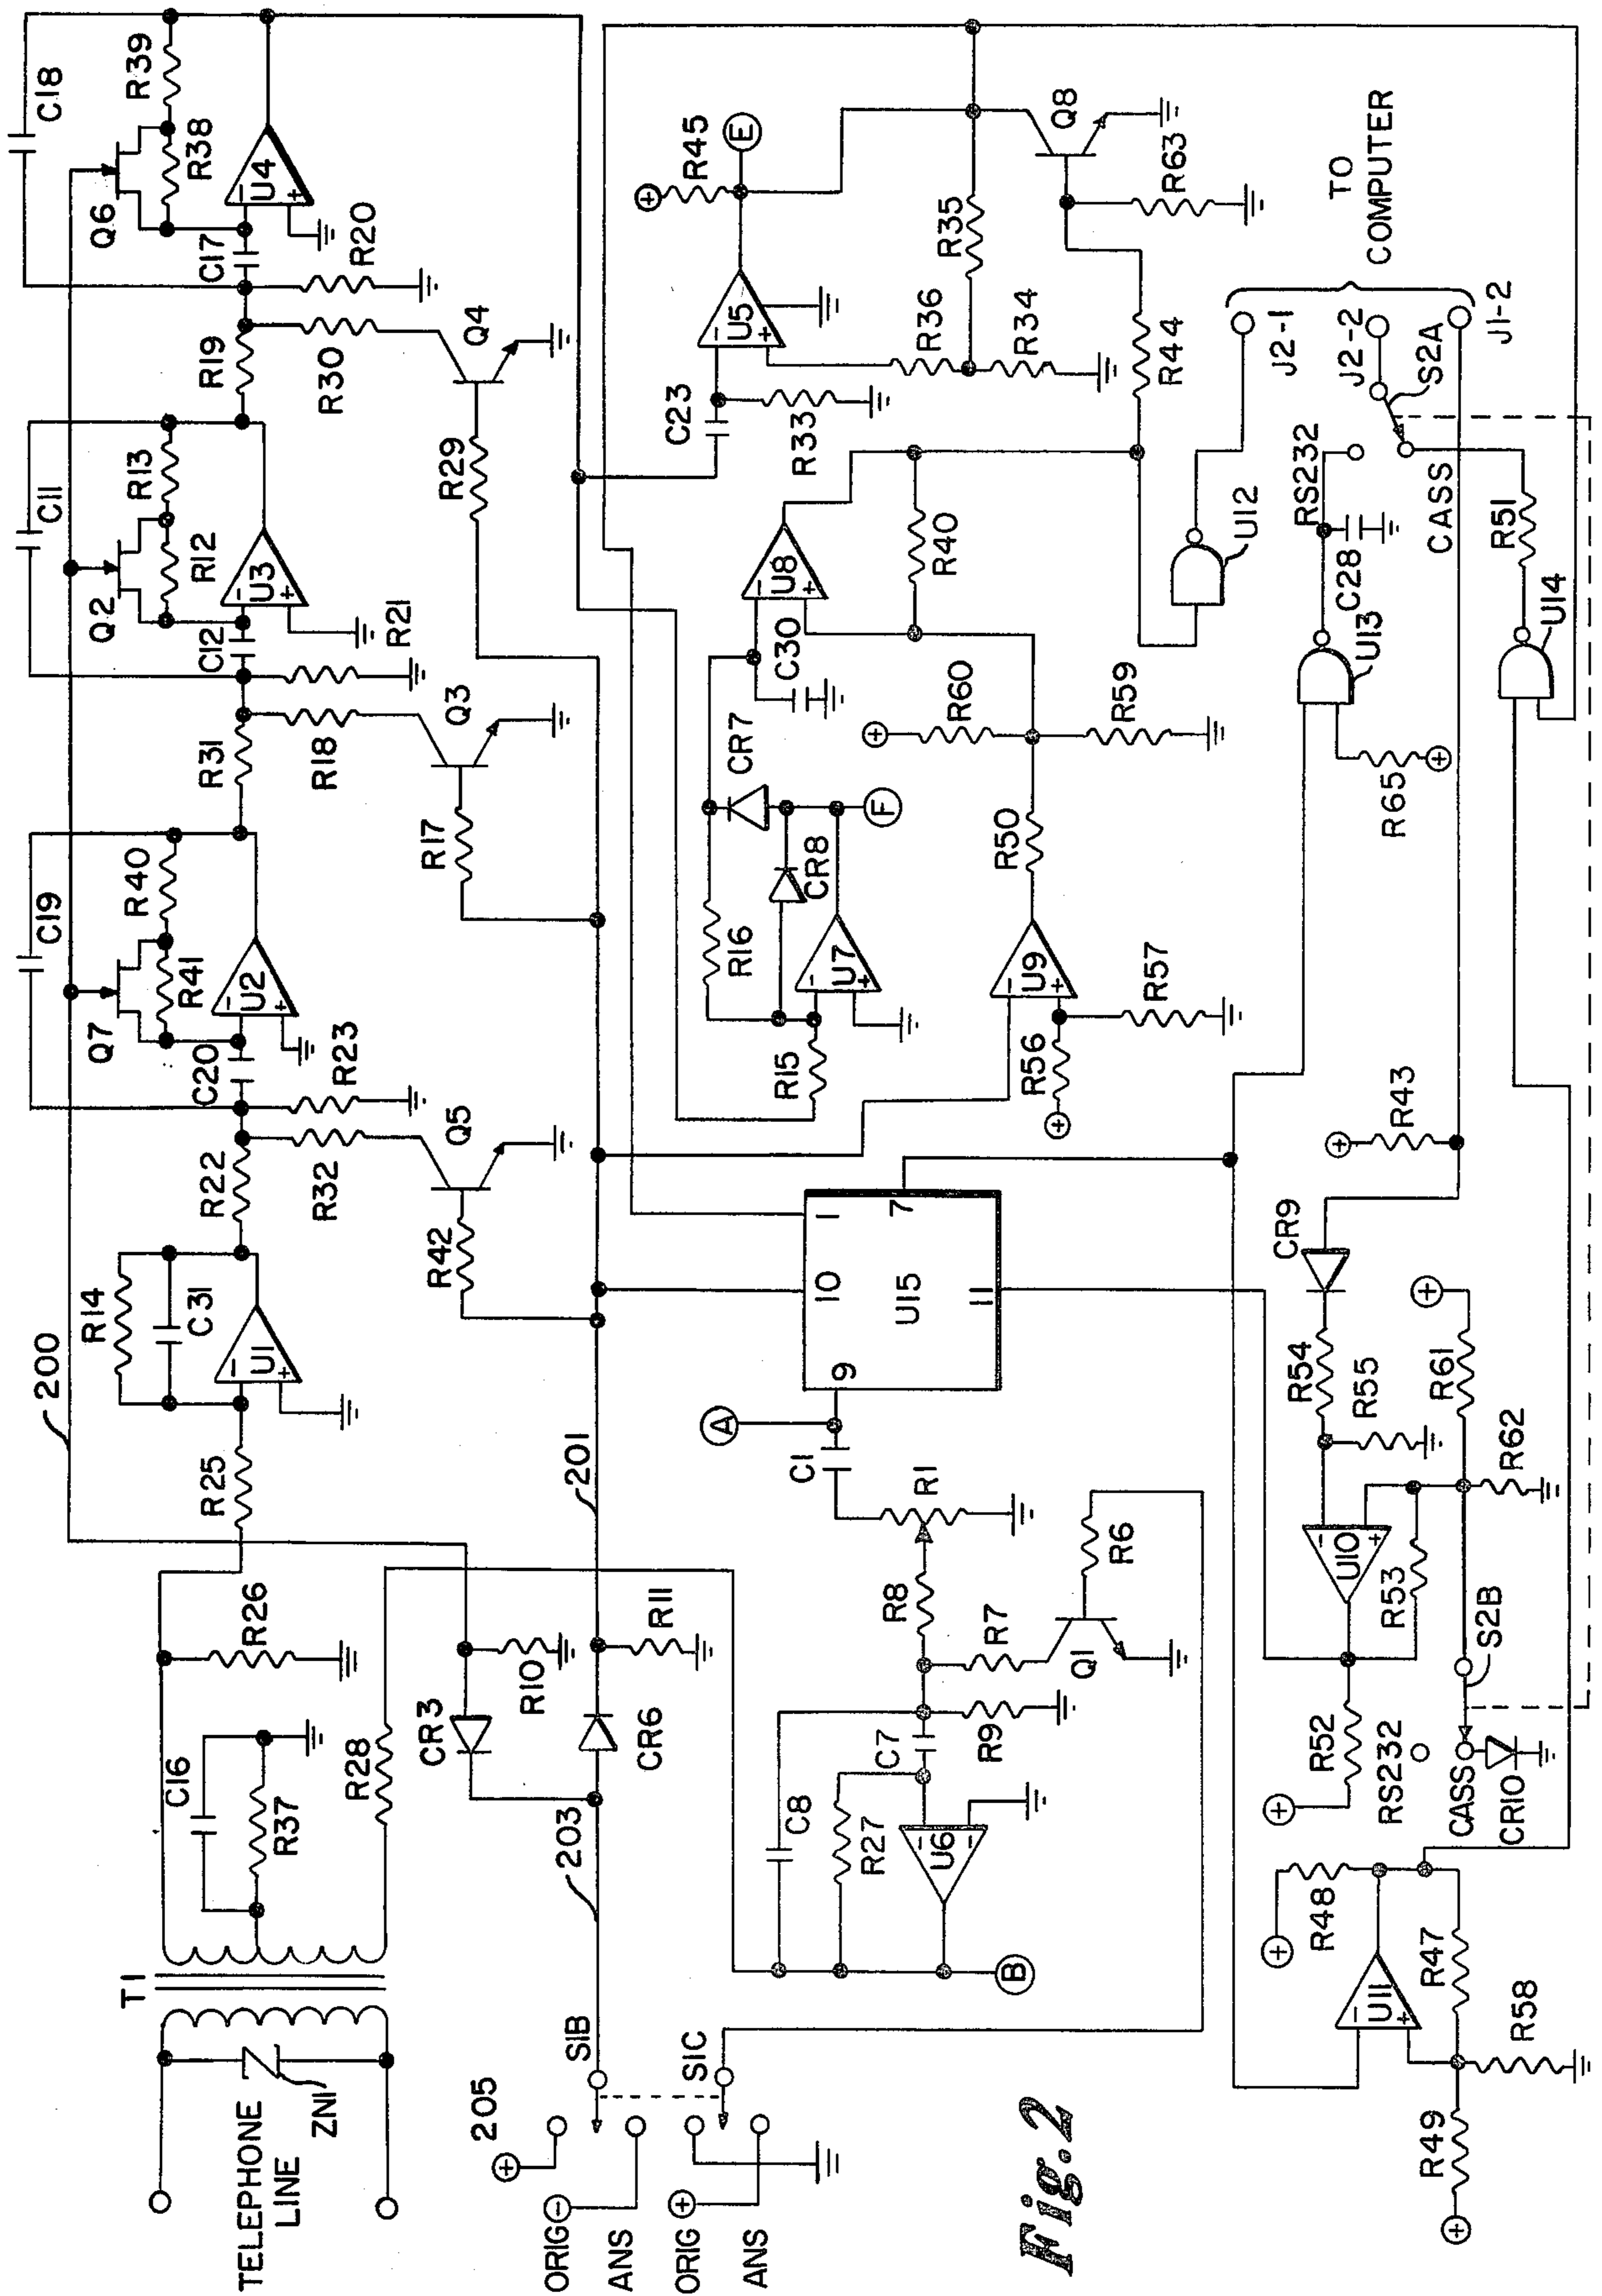 C18
R39
Q6
R38
U4
C17
R20
C11
R13
Q2
R12
U3
C12
R21
R19
R30
Q4
R29
C19
R40
Q7
R41
U2
C20
R23
R31
R18
Q3
R17
200
R14
C31
U1
R25
R22
R32
Q5
R42
201
T1
TELEPHONE
LINE
ZN1
C16
R37
R26
R28
CR3
R10
CR6
R11
203
205
S1B
S1C
ORIG
ANS
ORIG
ANS
R45
E
U5
C23
R33
R36
R35
R34
Q8
R63
R44
U8
C30
R40
CR7
R60
R59
R16
CR8
F
U7
R15
R50
U9
R56
R57
U12
J2-1
J2-2
TO
COMPUTER
S2A
J1-2
RS232
C28
CASS
U13
R51
U14
R65
R43
1
7
10
U15
9
11
A
C1
R1
R8
R7
R6
Q1
C7
R9
C8
R27
U6
B
CR9
R54
R55
R61
R62
U10
R53
S2B
R52
RS232
CASS
CR10
R48
U11
R47
R58
R49
Fig.2